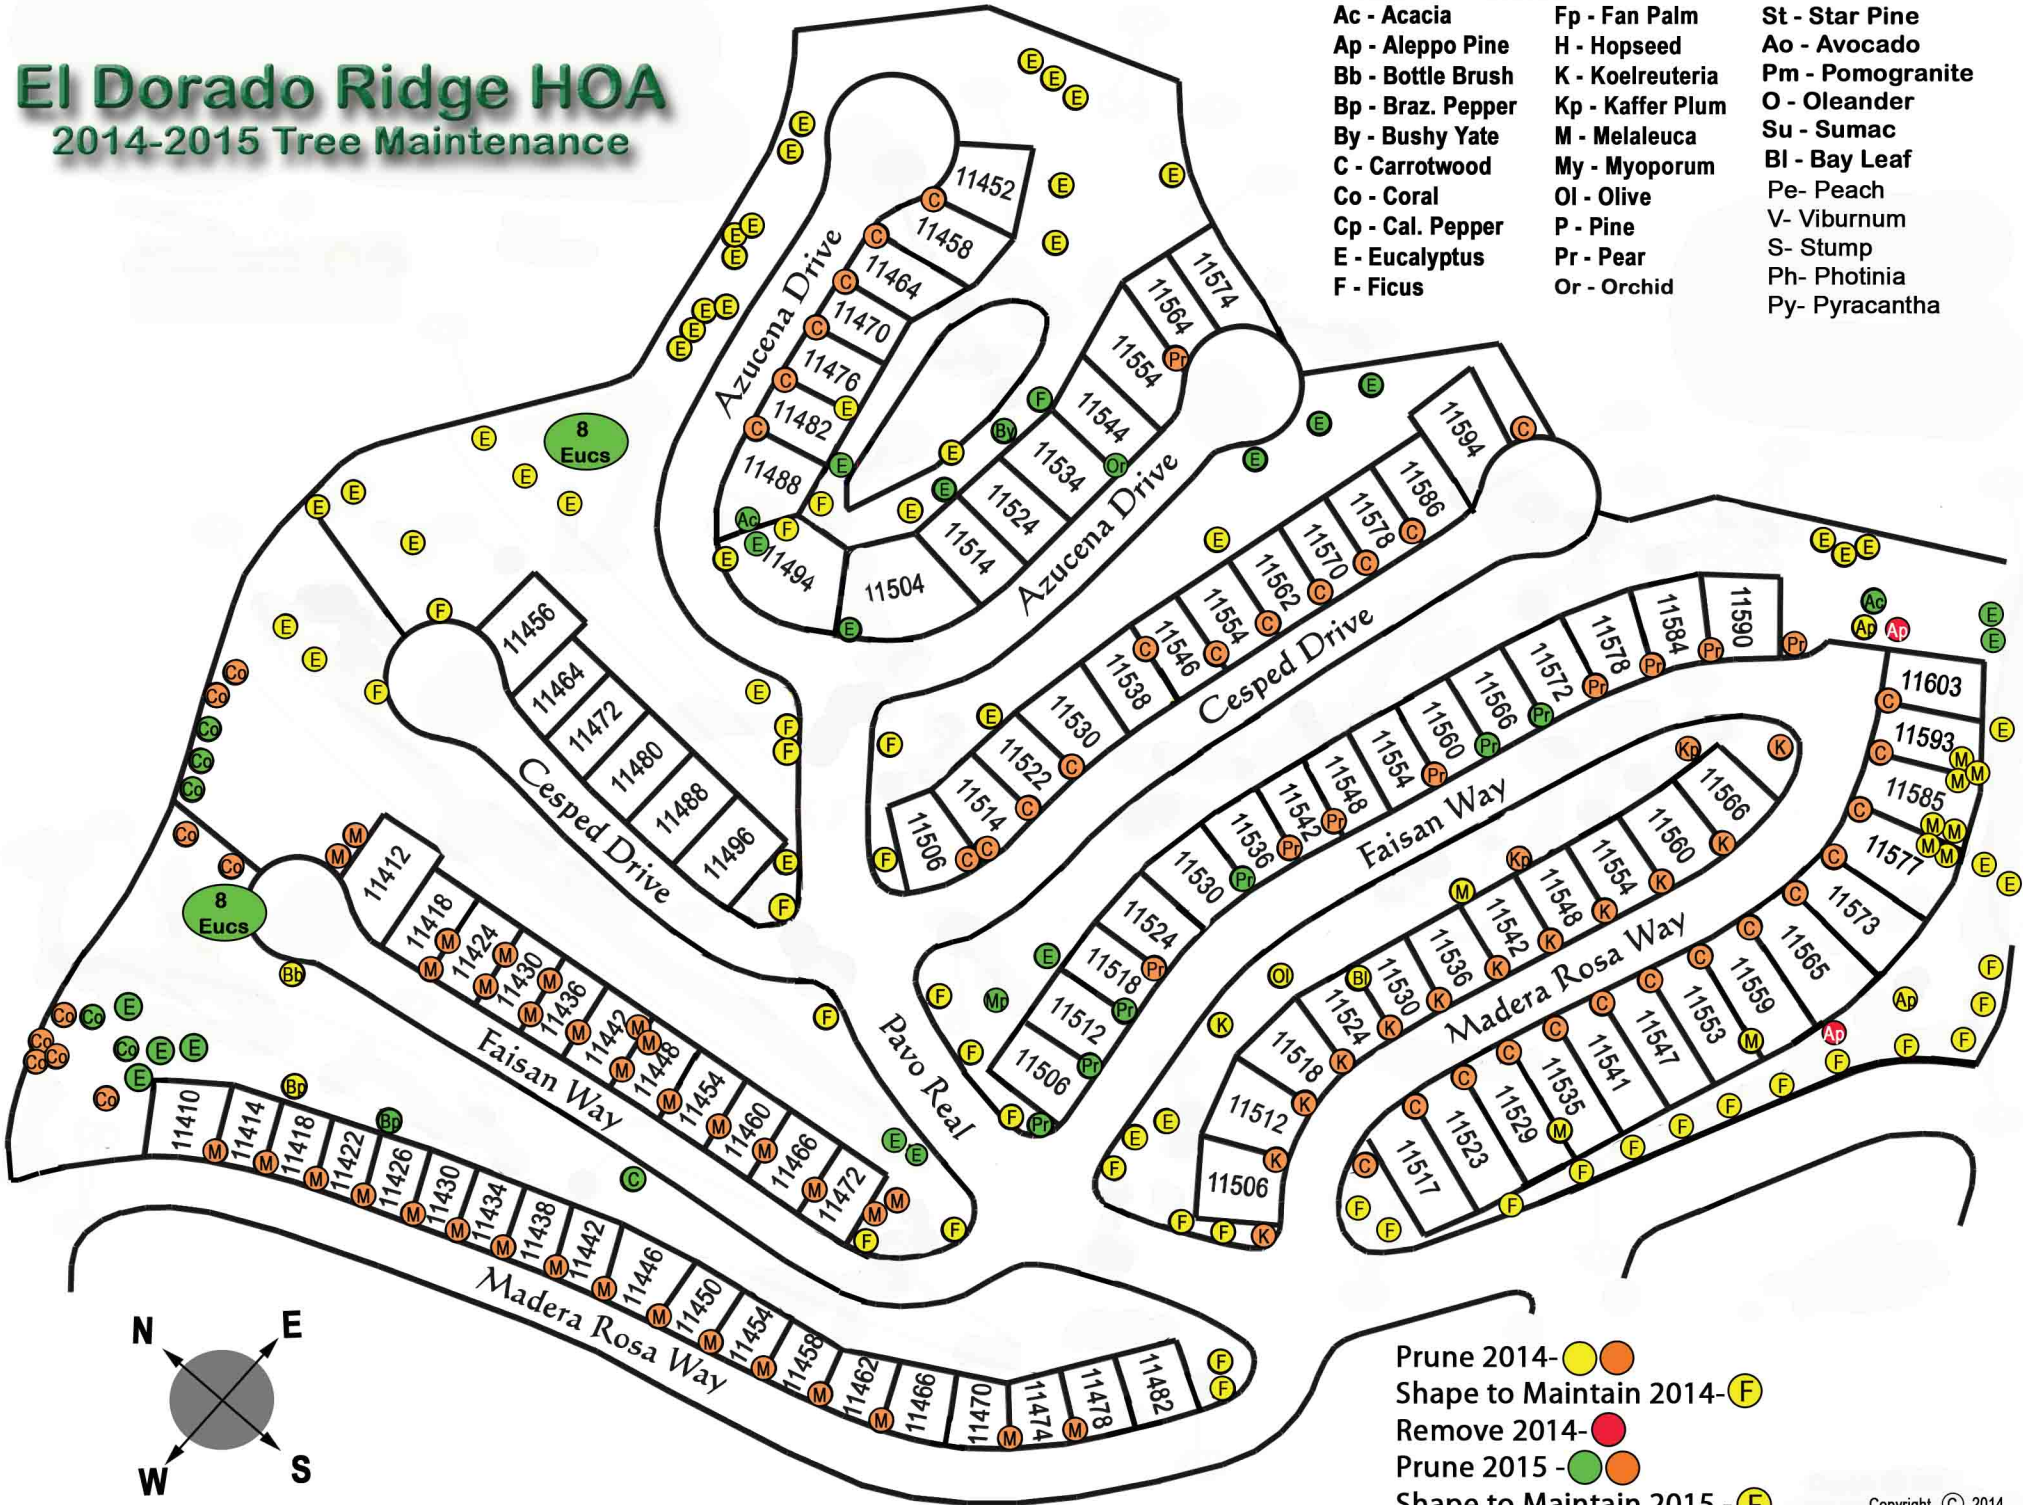 El Dorado Ridge HOA
2014-2015 Tree Maintenance
Ac - Acacia
Ap - Aleppo Pine
Bb - Bottle Brush
Bp - Braz. Pepper
By - Bushy Yate
C - Carrotwood
Co - Coral
Cp - Cal. Pepper
E - Eucalyptus
F - Ficus
Fp - Fan Palm
H - Hopseed
K - Koelreuteria
Kp - Kaffer Plum
M - Melaleuca
My - Myoporum
Ol - Olive
P - Pine
Pr - Pear
Or - Orchid
St - Star Pine
Ao - Avocado
Pm - Pomogranite
O - Oleander
Su - Sumac
Bl - Bay Leaf
Pe- Peach
V- Viburnum
S- Stump
Ph- Photinia
Py- Pyracantha
Azucena Drive
11452
11458
11464
11470
11476
11482
11488
11494
11504
11514
11524
11534
11544
11554
11564
11574
Azucena Drive
8
Eucs
11456
11464
11472
11480
11488
11496
Cesped Drive
11594
11586
11578
11570
11562
11554
11546
11538
11530
11522
11514
11506
Cesped Drive
11590
11584
11578
11572
11566
11560
11554
11548
11542
11536
11530
11524
11518
11512
11506
Faisan Way
11566
11560
11554
11548
11542
11536
11530
11524
11518
11512
11506
Madera Rosa Way
11603
11593
11585
11577
11573
11565
11559
11553
11547
11541
11535
11529
11523
11517
8
Eucs
11412
11418
11424
11430
11436
11442
11448
11454
11460
11466
11472
Faisan Way
Pavo Real
11410
11414
11418
11422
11426
11430
11434
11438
11442
11446
11450
11454
11458
11462
11466
11470
11474
11478
11482
Madera Rosa Way
N
E
W
S
Prune 2014-
Shape to Maintain 2014- F
Remove 2014-
Prune 2015 -
Shape to Maintain 2015 - F
Copyright (C) 2014